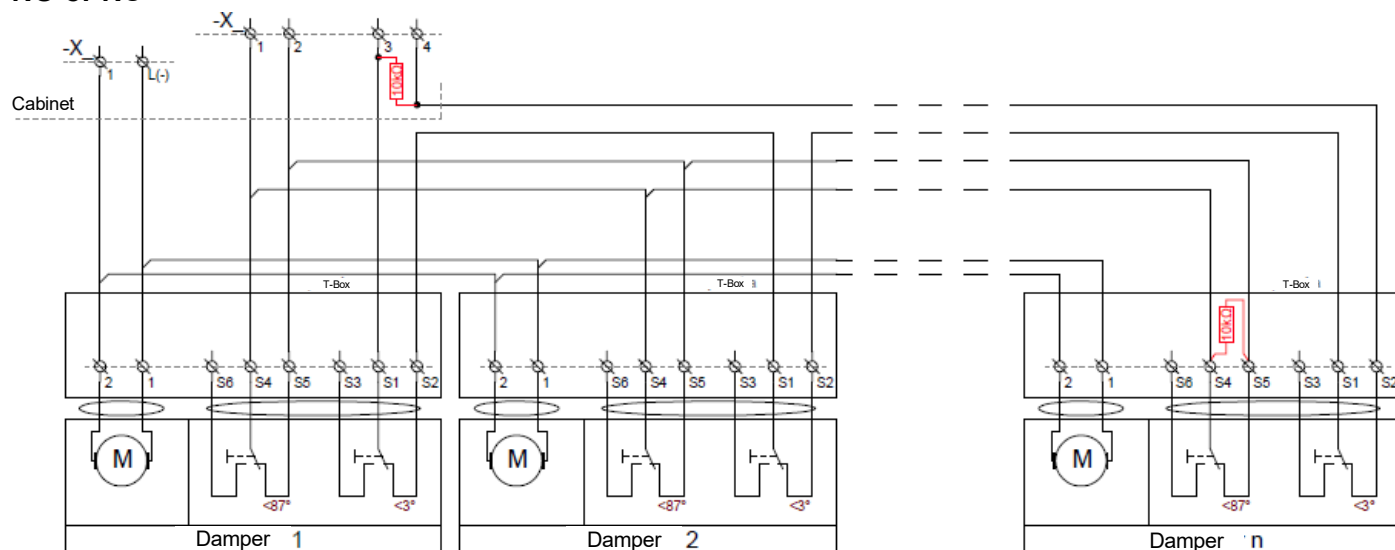 -X_
1 2 3 4
-X_
1 L(-)
10kΩ
Cabinet
T-Box T-Box T-Box
10kΩ
2 1 S6 S4 S5 S3 S1 S2
2 1 S6 S4 S5 S3 S1 S2
2 1 S6 S4 S5 S3 S1 S2
M <87° <3°
M <87° <3°
M <87° <3°
Damper 1
Damper 2
Damper n